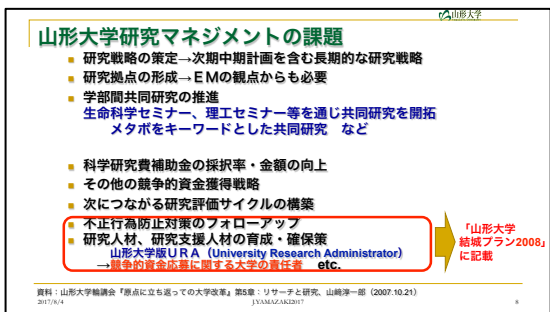 山形大学
山形大学研究マネジメントの課題
研究戦略の策定→次期中期計画を含む長期的な研究戦略
研究拠点の形成→ＥＭの観点からも必要
学部間共同研究の推進
生命科学セミナー、理工セミナー等を通じ共同研究を開拓
メタボをキーワードとした共同研究　など
科学研究費補助金の採択率・金額の向上
その他の競争的資金獲得戦略
次につながる研究評価サイクルの構築
不正行為防止対策のフォローアップ
研究人材、研究支援人材の育成・確保策
山形大学版ＵＲＡ（University Research Administrator）
→競争的資金応募に関する大学の責任者　etc.
「山形大学
結城プラン2008」
に記載
資料：山形大学輪講会『原点に立ち返っての大学改革』第5章：リサーチと研究、山崎淳一郎（2007.10.21）
2017/8/4
J.YAMAZAKI2017
8